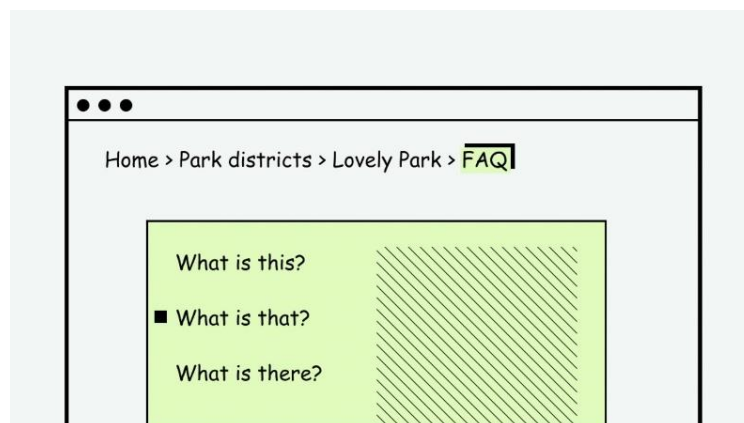 Home > Park districts > Lovely Park > FAQ
What is this?
What is that?
What is there?